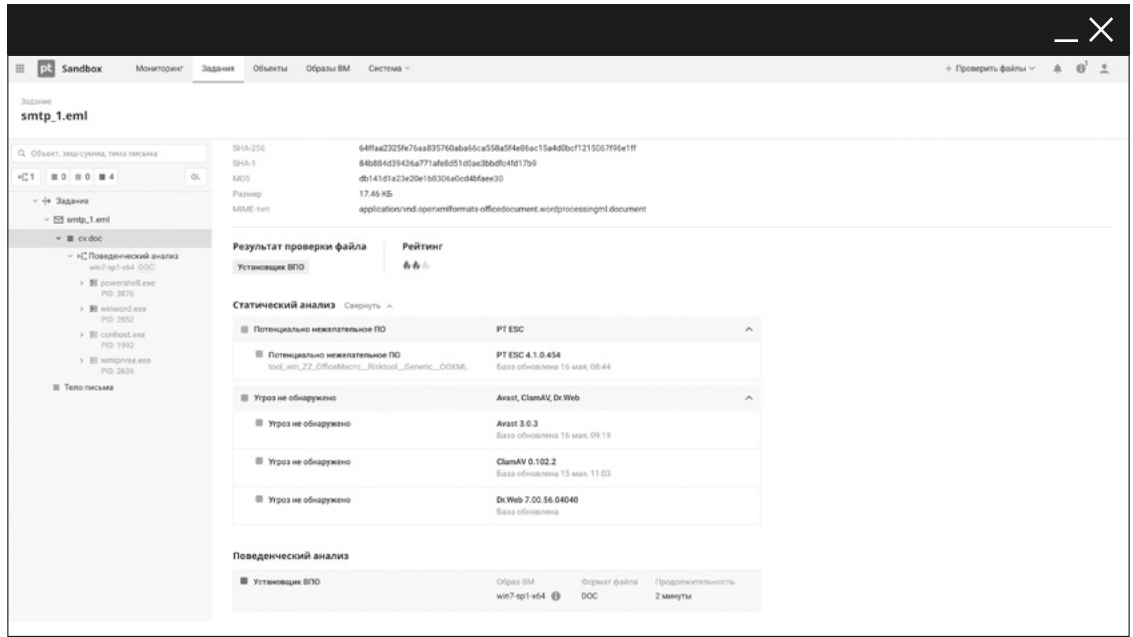 pt Sandbox Мониторинг Задания Объекты Образы ВМ Система + Проверить файлы 1
Задание
smtp_1.eml
Объект, хеш-сумма, тема письма
1 0 0 4 QL
Задание
smtp_1.eml
cv.doc
Поведенческий анализ
win7-sp1-x64 DOC
powershell.exe
PID: 3876
winword.exe
PID: 2852
conhost.exe
PID: 1992
wmiprvse.exe
PID: 2636
Тело письма
SHA-256 64ffaa2325fe76aa835760aba66ca558a5f4e86ac15a4d0bcf1215067f96e1ff
SHA-1 84b884d39436a771afe8d51d0ae3bbdfc4fd17b9
MD5 db141d1a23e20e1b8306a0cd4bfaee30
Размер 17.46 КБ
MIME-тип application/vnd.openxmlformats-officedocument.wordprocessingml.document
Результат проверки файла Рейтинг
Установщик ВПО
Статический анализ Свернуть
Потенциально нежелательное ПО PT ESC
Потенциально нежелательное ПО PT ESC 4.1.0.454
tool_win_ZZ_OfficeMacro__Risktool__Generic__OOXML База обновлена 16 мая, 08:44
Угроз не обнаружено Avast, ClamAV, Dr.Web
Угроз не обнаружено Avast 3.0.3
База обновлена 16 мая, 09:19
Угроз не обнаружено ClamAV 0.102.2
База обновлена 15 мая, 11:03
Угроз не обнаружено Dr.Web 7.00.56.04040
База обновлена
Поведенческий анализ
Установщик ВПО Образ ВМ Формат файла Продолжительность
win7-sp1-x64 DOC 2 минуты